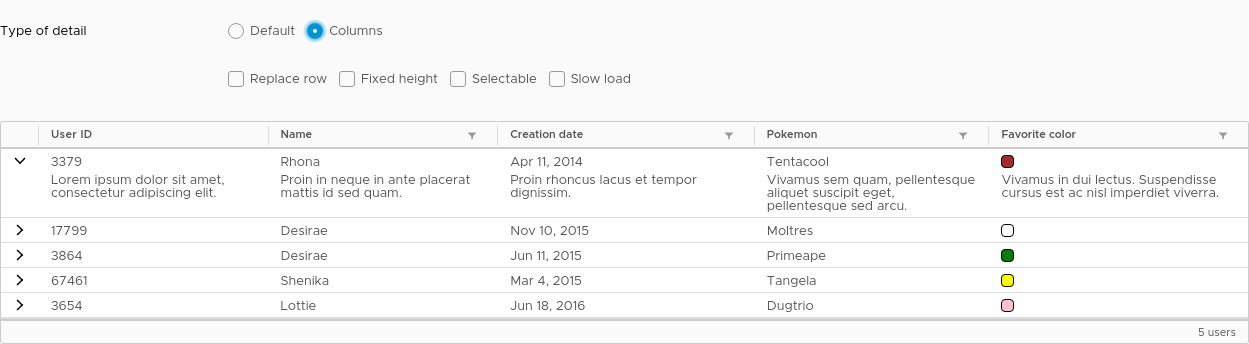 Type of detail Default Columns
Replace row Fixed height Selectable Slow load
User ID Name Creation date Pokemon Favorite color
3379 Rhona Apr 11, 2014 Tentacool
Lorem ipsum dolor sit amet, Proin in neque in ante placerat Proin rhoncus lacus et tempor Vivamus sem quam, pellentesque Vivamus in dui lectus. Suspendisse
consectetur adipiscing elit. mattis id sed quam. dignissim. aliquet suscipit eget, cursus est ac nisl imperdiet viverra.
pellentesque sed arcu.
17799 Desirae Nov 10, 2015 Moltres
3864 Desirae Jun 11, 2015 Primeape
67461 Shenika Mar 4, 2015 Tangela
3654 Lottie Jun 18, 2016 Dugtrio
5 users